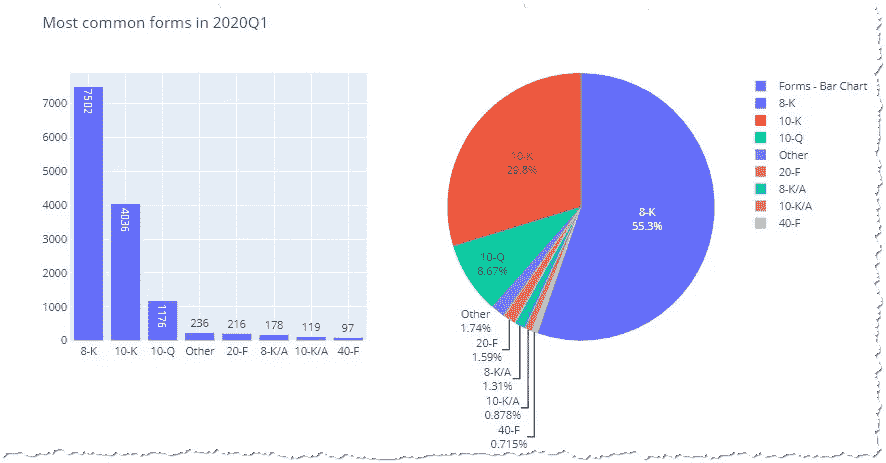 Most common forms in 2020Q1
7000
6000
5000
4000
3000
2000
1000
0
7502
4036
1176
236
216
178
119
97
8-K
10-K
10-Q
Other
20-F
8-K/A
10-K/A
40-F
10-K
29.8%
8-K
55.3%
10-Q
8.67%
Other
1.74%
20-F
1.59%
8-K/A
1.31%
10-K/A
0.878%
40-F
0.715%
Forms - Bar Chart
8-K
10-K
10-Q
Other
20-F
8-K/A
10-K/A
40-F